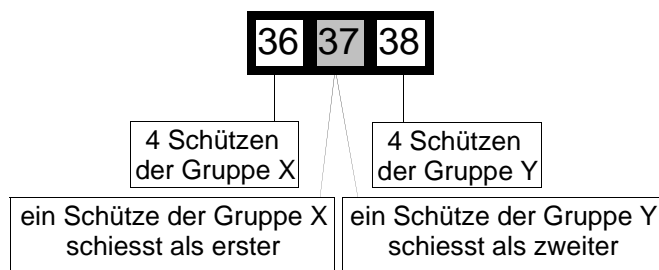 36 37 38
4 Schützen
der Gruppe X
4 Schützen
der Gruppe Y
ein Schütze der Gruppe X
schiesst als erster
ein Schütze der Gruppe Y
schiesst als zweiter